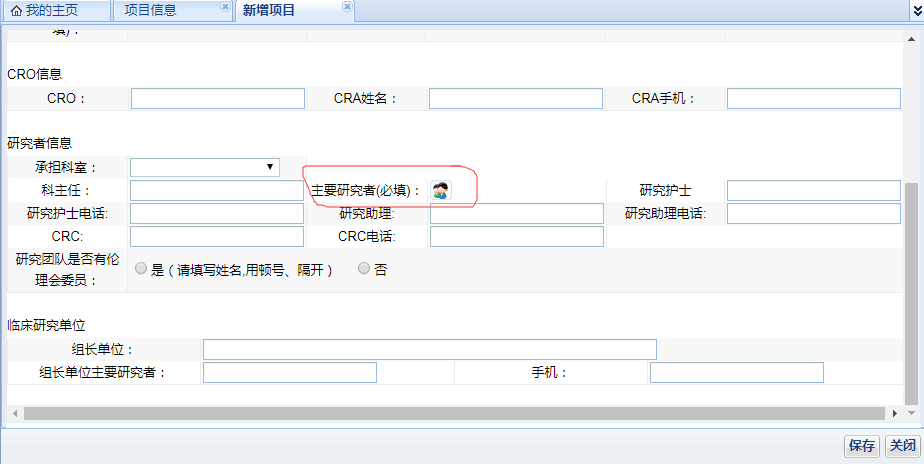 我的主页 项目信息 新增项目
填)：
CRO信息
CRO： CRA姓名： CRA手机：
研究者信息
承担科室：
科主任： 主要研究者(必填)： 研究护士
研究护士电话: 研究助理: 研究助理电话:
CRC: CRC电话:
研究团队是否有伦
理会委员： 是（请填写姓名,用顿号、隔开） 否
临床研究单位
组长单位：
组长单位主要研究者： 手机：
保存 关闭